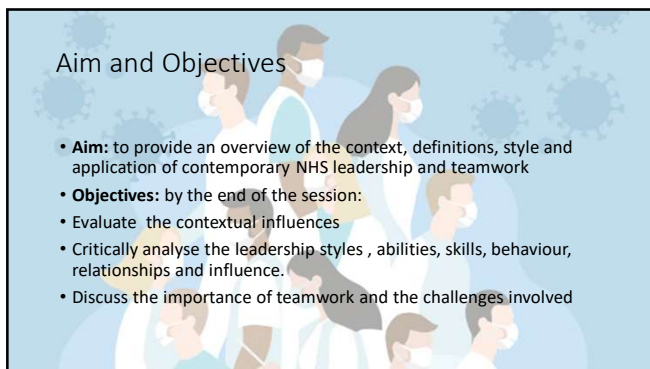 Aim and Objectives
• Aim: to provide an overview of the context, definitions, style and
application of contemporary NHS leadership and teamwork
• Objectives: by the end of the session:
• Evaluate  the contextual influences
• Critically analyse the leadership styles , abilities, skills, behaviour,
relationships and influence.
• Discuss the importance of teamwork and the challenges involved